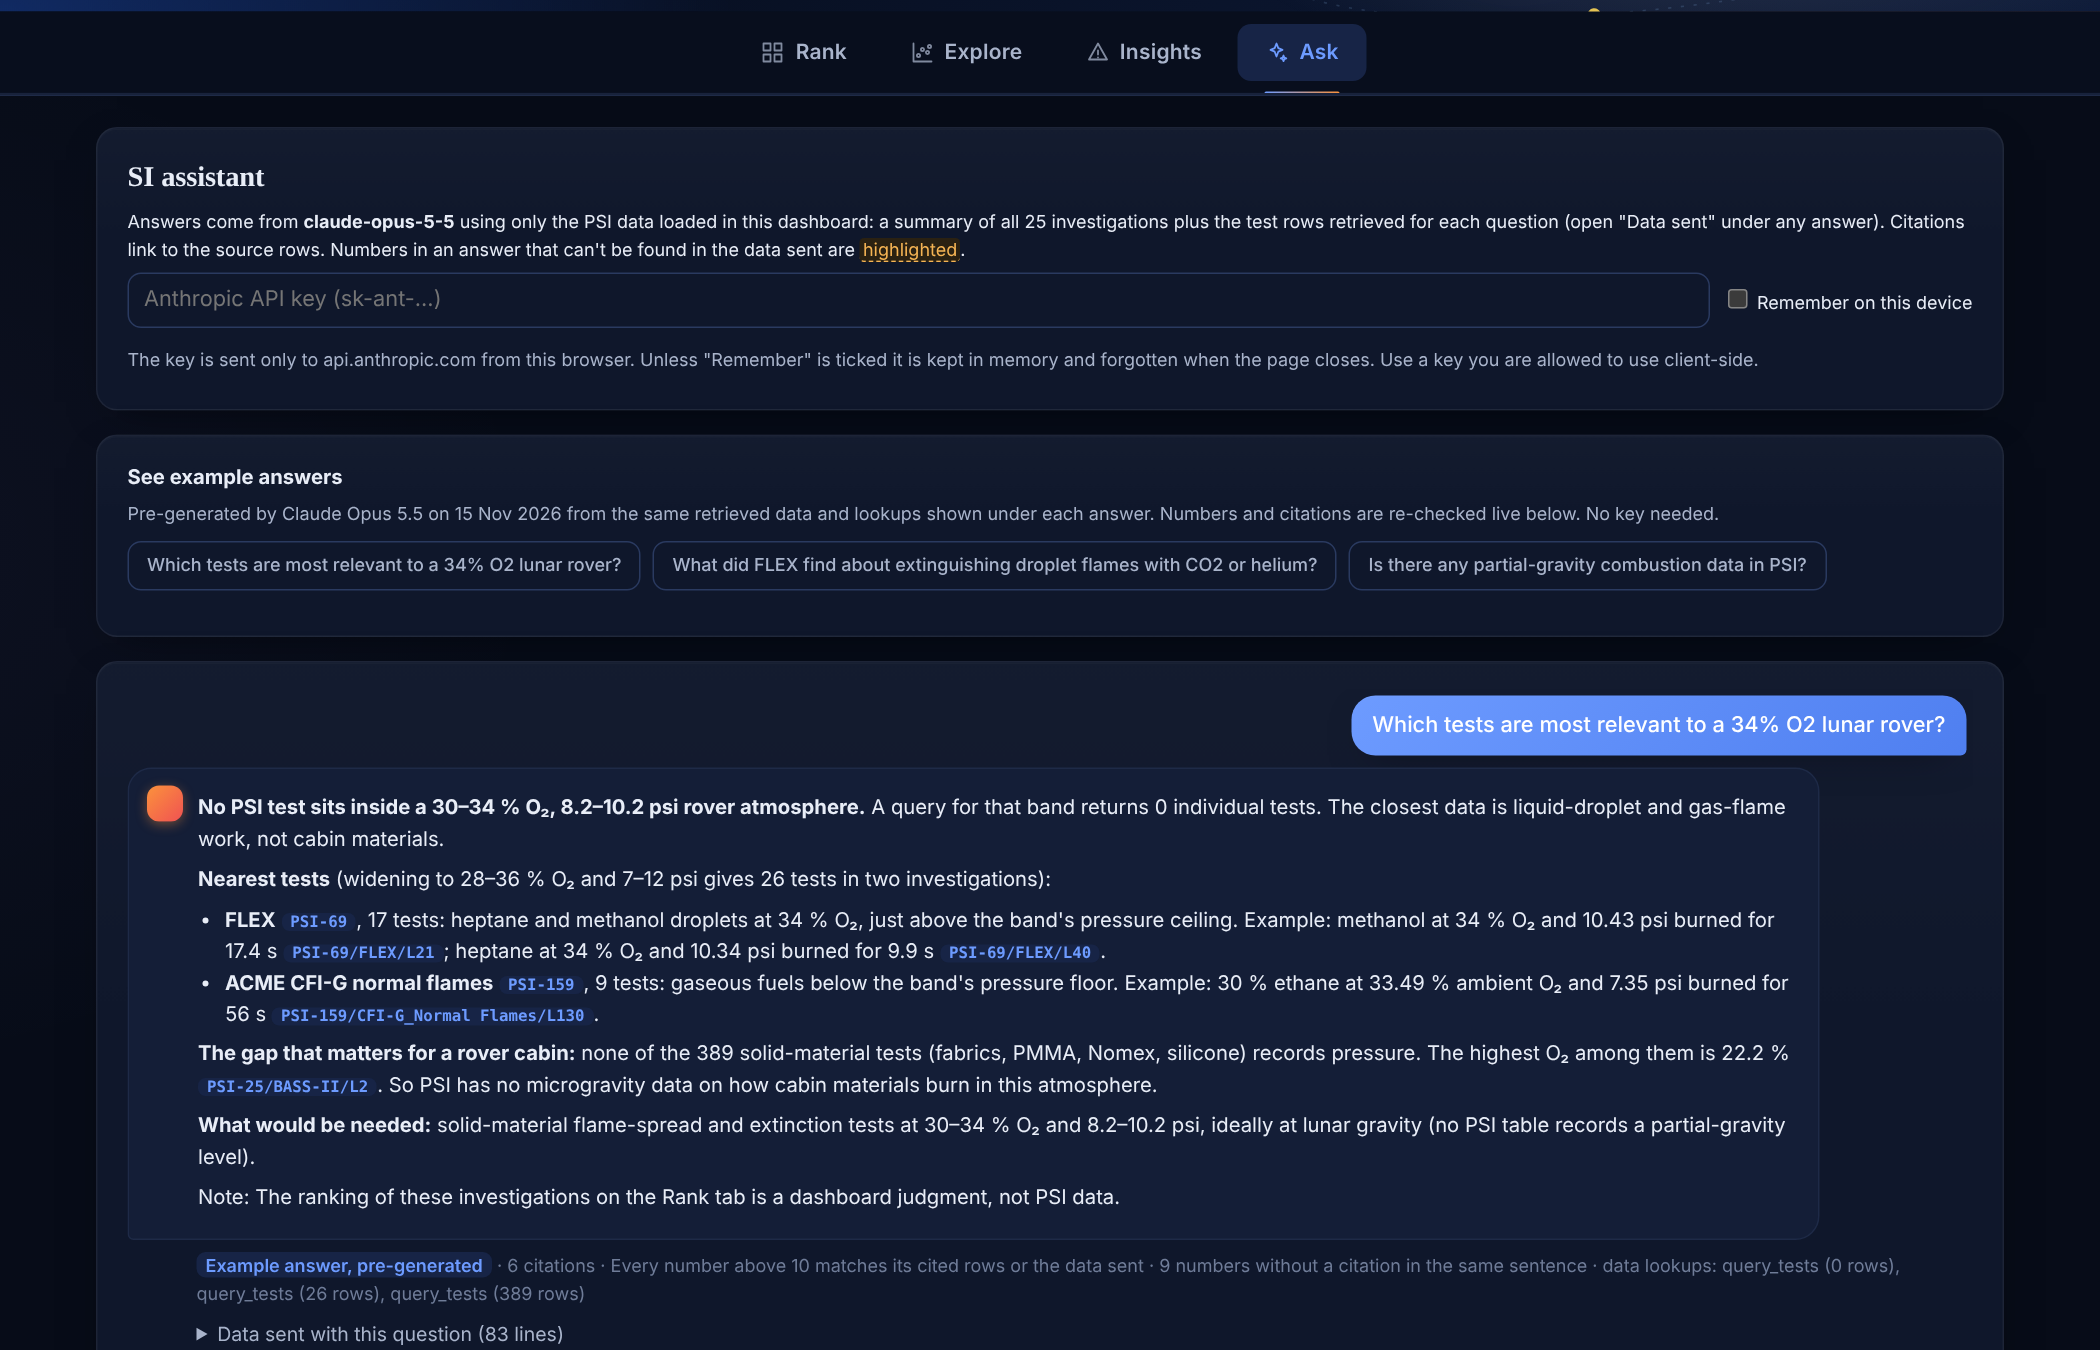 Rank
Explore
Insights
Ask
SI assistant
Answers come from claude-opus-5-5 using only the PSI data loaded in this dashboard: a summary of all 25 investigations plus the test rows retrieved for each question (open "Data sent" under any answer). Citations
link to the source rows. Numbers in an answer that can't be found in the data sent are highlighted.
Anthropic API key (sk-ant-...)
Remember on this device
The key is sent only to api.anthropic.com from this browser. Unless "Remember" is ticked it is kept in memory and forgotten when the page closes. Use a key you are allowed to use client-side.
See example answers
Pre-generated by Claude Opus 5.5 on 15 Nov 2026 from the same retrieved data and lookups shown under each answer. Numbers and citations are re-checked live below. No key needed.
Which tests are most relevant to a 34% O2 lunar rover?
What did FLEX find about extinguishing droplet flames with CO2 or helium?
Is there any partial-gravity combustion data in PSI?
Which tests are most relevant to a 34% O2 lunar rover?
No PSI test sits inside a 30–34 % O₂, 8.2–10.2 psi rover atmosphere. A query for that band returns 0 individual tests. The closest data is liquid-droplet and gas-flame
work, not cabin materials.
Nearest tests (widening to 28–36 % O₂ and 7–12 psi gives 26 tests in two investigations):
• FLEX PSI-69 , 17 tests: heptane and methanol droplets at 34 % O₂, just above the band's pressure ceiling. Example: methanol at 34 % O₂ and 10.43 psi burned for
17.4 s PSI-69/FLEX/L21 ; heptane at 34 % O₂ and 10.34 psi burned for 9.9 s PSI-69/FLEX/L40 .
• ACME CFI-G normal flames PSI-159 , 9 tests: gaseous fuels below the band's pressure floor. Example: 30 % ethane at 33.49 % ambient O₂ and 7.35 psi burned for
56 s PSI-159/CFI-G_Normal Flames/L130 .
The gap that matters for a rover cabin: none of the 389 solid-material tests (fabrics, PMMA, Nomex, silicone) records pressure. The highest O₂ among them is 22.2 %
PSI-25/BASS-II/L2 . So PSI has no microgravity data on how cabin materials burn in this atmosphere.
What would be needed: solid-material flame-spread and extinction tests at 30–34 % O₂ and 8.2–10.2 psi, ideally at lunar gravity (no PSI table records a partial-gravity
level).
Note: The ranking of these investigations on the Rank tab is a dashboard judgment, not PSI data.
Example answer, pre-generated · 6 citations · Every number above 10 matches its cited rows or the data sent · 9 numbers without a citation in the same sentence · data lookups: query_tests (0 rows),
query_tests (26 rows), query_tests (389 rows)
▶ Data sent with this question (83 lines)